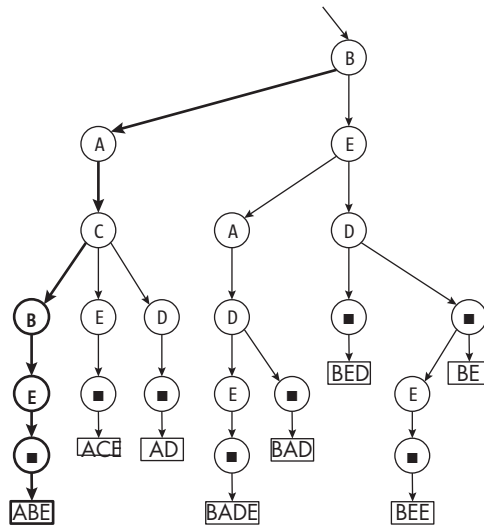 B
A E
C A D
B E D D ■ ■
BED BE
E ■ ■ E ■ E
ACE AD BAD
■ ■ ■
ABE BADE BEE